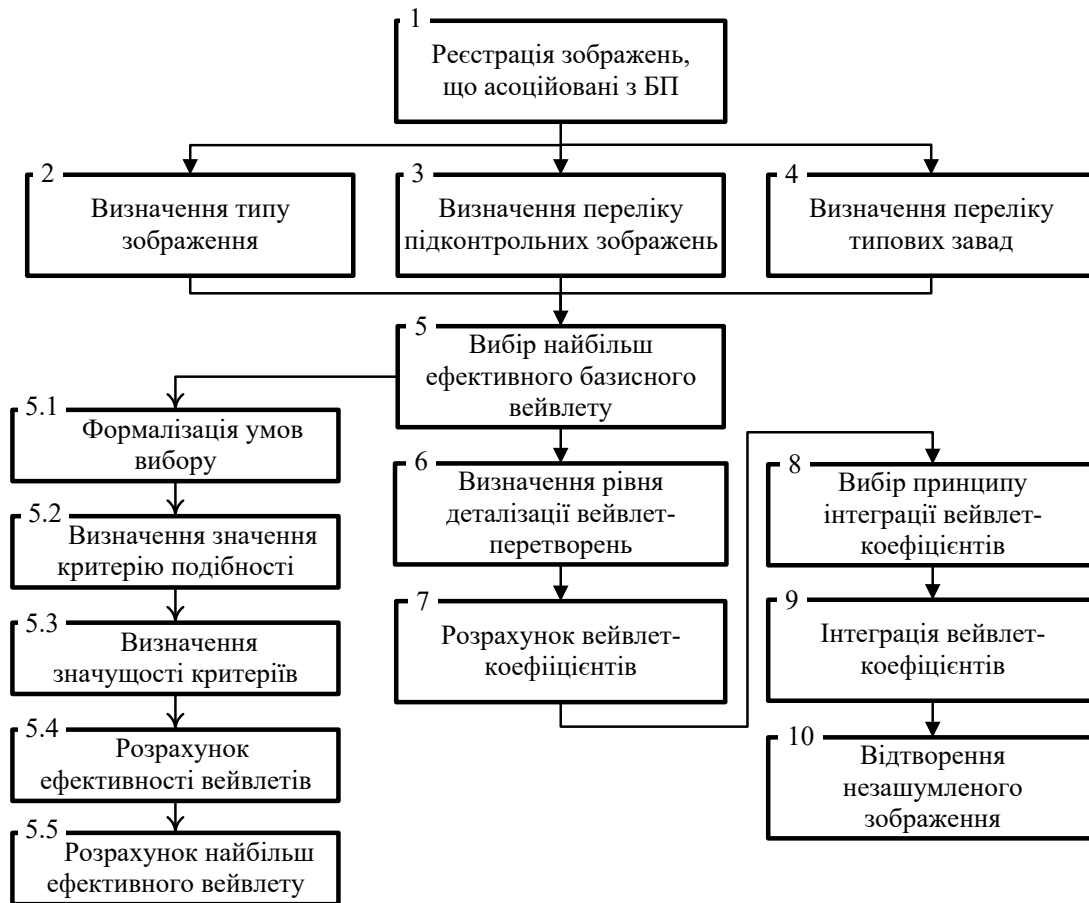 1
Реєстрація зображень,
що асоційовані з БП
2
Визначення типу
зображення
3
Визначення переліку
підконтрольних зображень
4
Визначення переліку
типових завад
5
Вибір найбільш
ефективного базисного
вейвлету
5.1
Формалізація умов
вибору
5.2
Визначення значення
критерію подібності
5.3
Визначення
значущості критеріїв
5.4
Розрахунок
ефективності вейвлетів
5.5
Розрахунок найбільш
ефективного вейвлету
6
Визначення рівня
деталізації вейвлет-
перетворень
7
Розрахунок вейвлет-
коефііцієнтів
8
Вибір принципу
інтеграції вейвлет-
коефіцієнтів
9
Інтеграція вейвлет-
коефіцієнтів
10
Відтворення
незашумленого
зображення